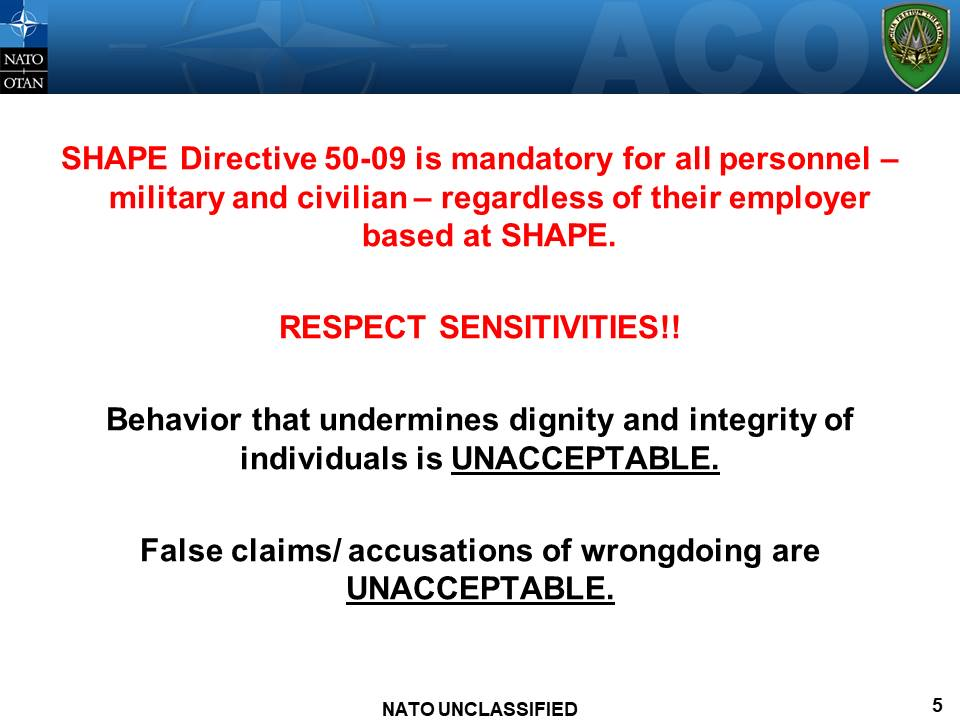 NATO
OTAN
ACO
SHAPE Directive 50-09 is mandatory for all personnel –
military and civilian – regardless of their employer
based at SHAPE.
RESPECT SENSITIVITIES!!
Behavior that undermines dignity and integrity of
individuals is UNACCEPTABLE.
False claims/ accusations of wrongdoing are
UNACCEPTABLE.
NATO UNCLASSIFIED
5